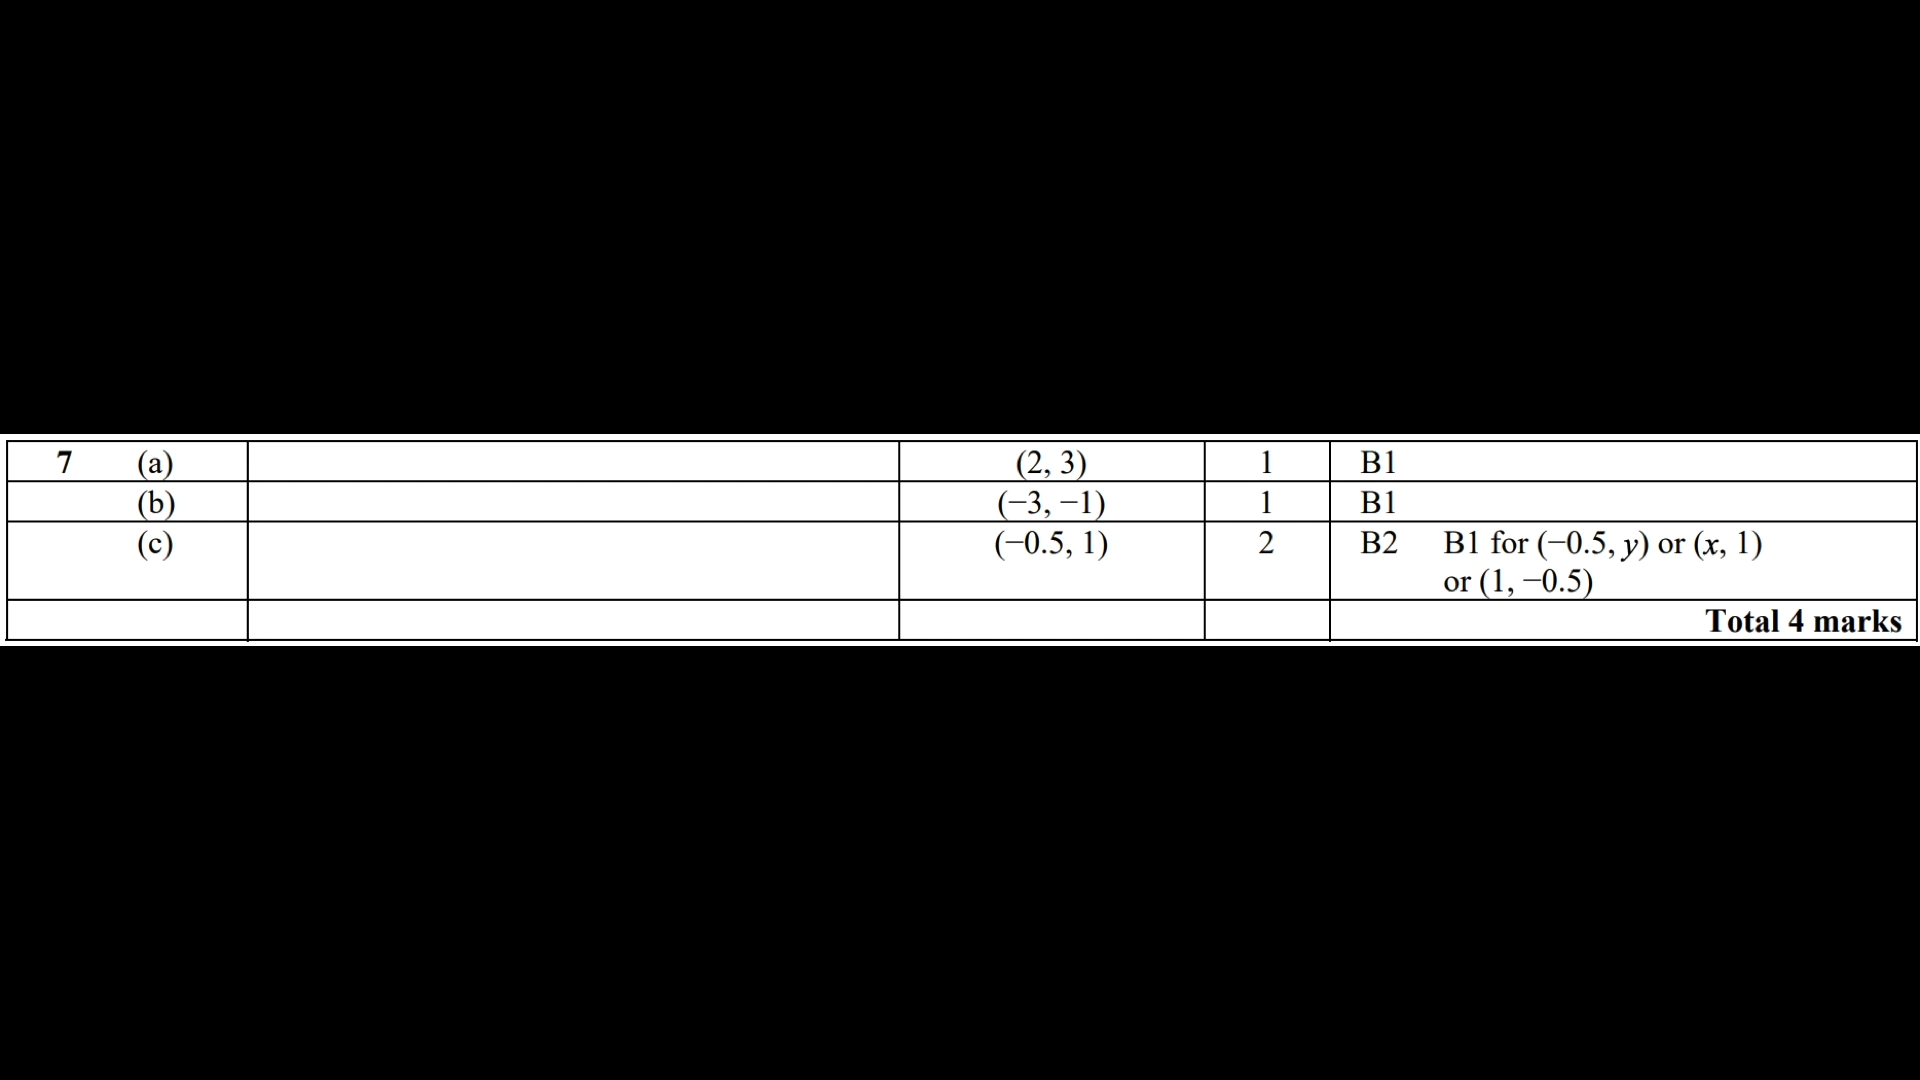 7 (a) (2, 3) 1 B1
(b) (−3, −1) 1 B1
(c) (−0.5, 1) 2 B2 B1 for (−0.5, y) or (x, 1)
or (1, −0.5)
Total 4 marks